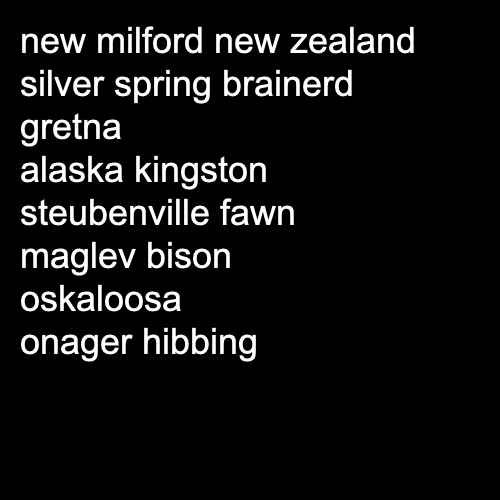 new milford new zealand
silver spring brainerd
gretna
alaska kingston
steubenville fawn
maglev bison
oskaloosa
onager hibbing